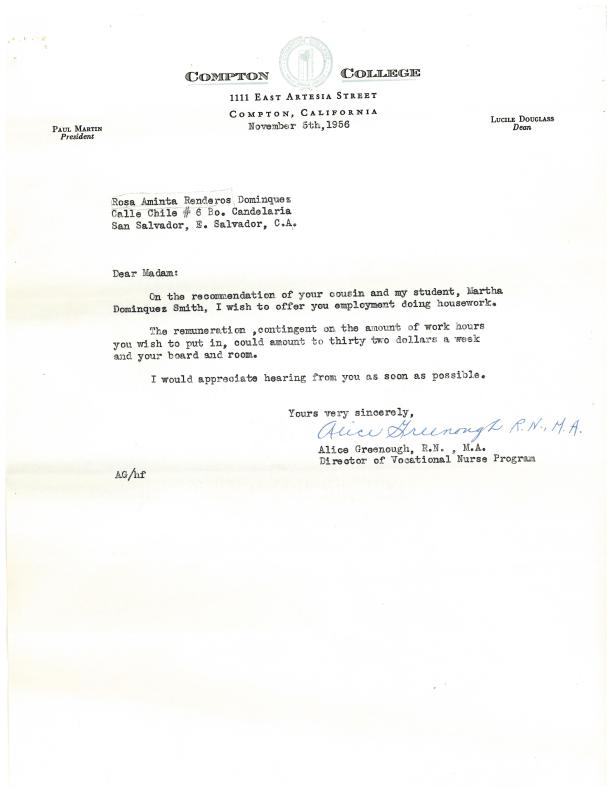 COMPTON COLLEGE
1111 EAST ARTESIA STREET
COMPTON, CALIFORNIA
November 5th,1956
PAUL MARTIN
President
LUCILE DOUGLASS
Dean
Rosa Aminta Renderos Dominquez
Calle Chile # 6 Bo. Candelaria
San Salvador, E. Salvador, C.A.
Dear Madam:
On the recommendation of your cousin and my student, Martha
Dominquez Smith, I wish to offer you employment doing housework.
The remuneration ,contingent on the amount of work hours
you wish to put in, could amount to thirty two dollars a week
and your board and room.
I would appreciate hearing from you as soon as possible.
Yours very sincerely,
Alice Greenough R.N., M.A.
Alice Greenough, R.N. , M.A.
Director of Vocational Nurse Program
AG/hf